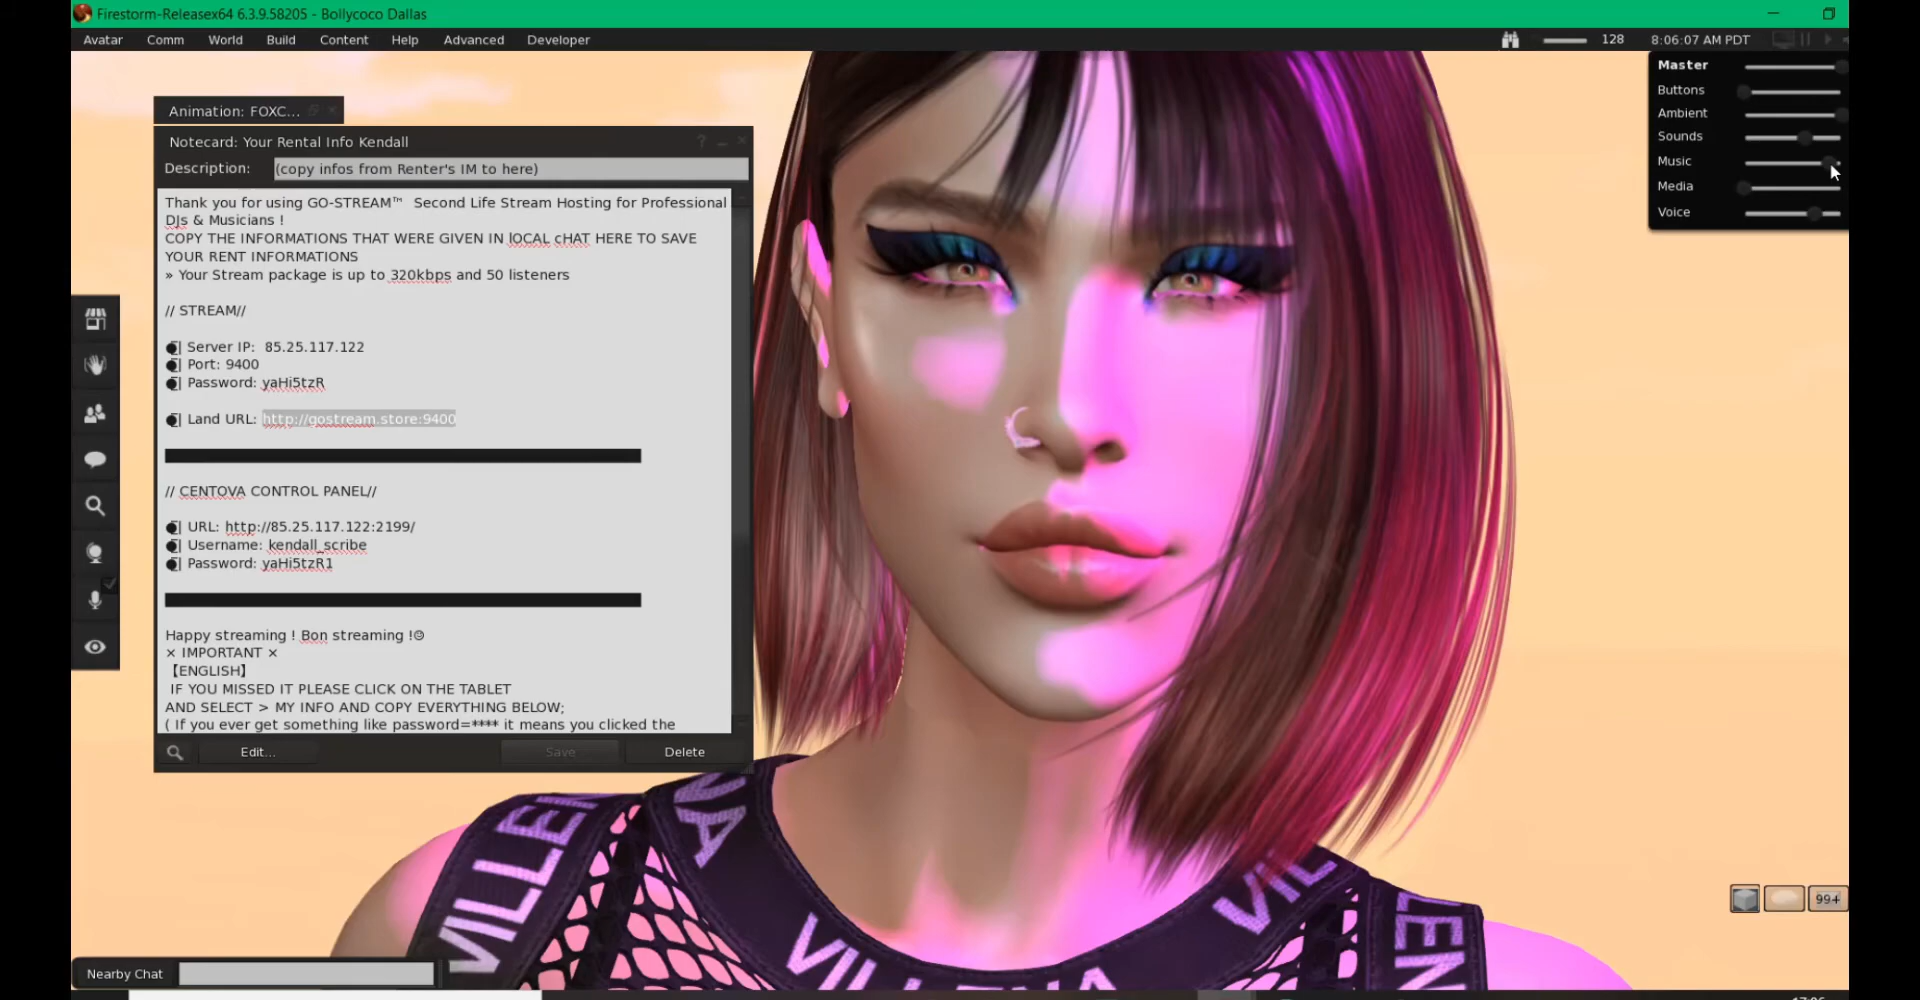 Firestorm-Releasex64 6.3.9.58205 - Bollycoco Dallas
Avatar Comm World Build Content Help Advanced Developer 128 8:06:07 AM PDT
Master
Buttons
Ambient
Sounds
Music
Media
Voice
Animation: FOXC...
Notecard: Your Rental Info Kendall
Description: (copy infos from Renter's IM to here)
Thank you for using GO-STREAM™ Second Life Stream Hosting for Professional
DJs & Musicians !
COPY THE INFORMATIONS THAT WERE GIVEN IN lOCAL cHAT HERE TO SAVE
YOUR RENT INFORMATIONS
» Your Stream package is up to 320kbps and 50 listeners
// STREAM//
Server IP: 85.25.117.122
Port: 9400
Password: yaHi5tzR
Land URL: http://gostream.store:9400
// CENTOVA CONTROL PANEL//
URL: http://85.25.117.122:2199/
Username: kendall_scribe
Password: yaHi5tzR1
Happy streaming ! Bon streaming !☺
× IMPORTANT ×
【ENGLISH】
IF YOU MISSED IT PLEASE CLICK ON THE TABLET
AND SELECT > MY INFO AND COPY EVERYTHING BELOW;
( If you ever get something like password=**** it means you clicked the
Edit... Save Delete
99+
Nearby Chat
VILLEN
NA
VILLENA
VIL
LEN